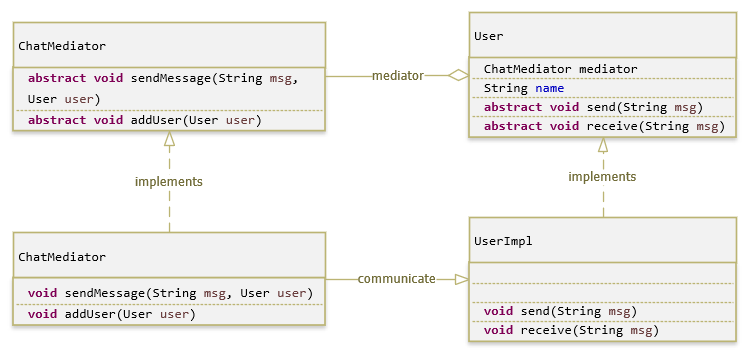 ChatMediator
abstract void sendMessage(String msg,
User user)
abstract void addUser(User user)
mediator
User
ChatMediator mediator
String name
abstract void send(String msg)
abstract void receive(String msg)
implements
implements
ChatMediator
void sendMessage(String msg, User user)
void addUser(User user)
communicate
UserImpl
void send(String msg)
void receive(String msg)